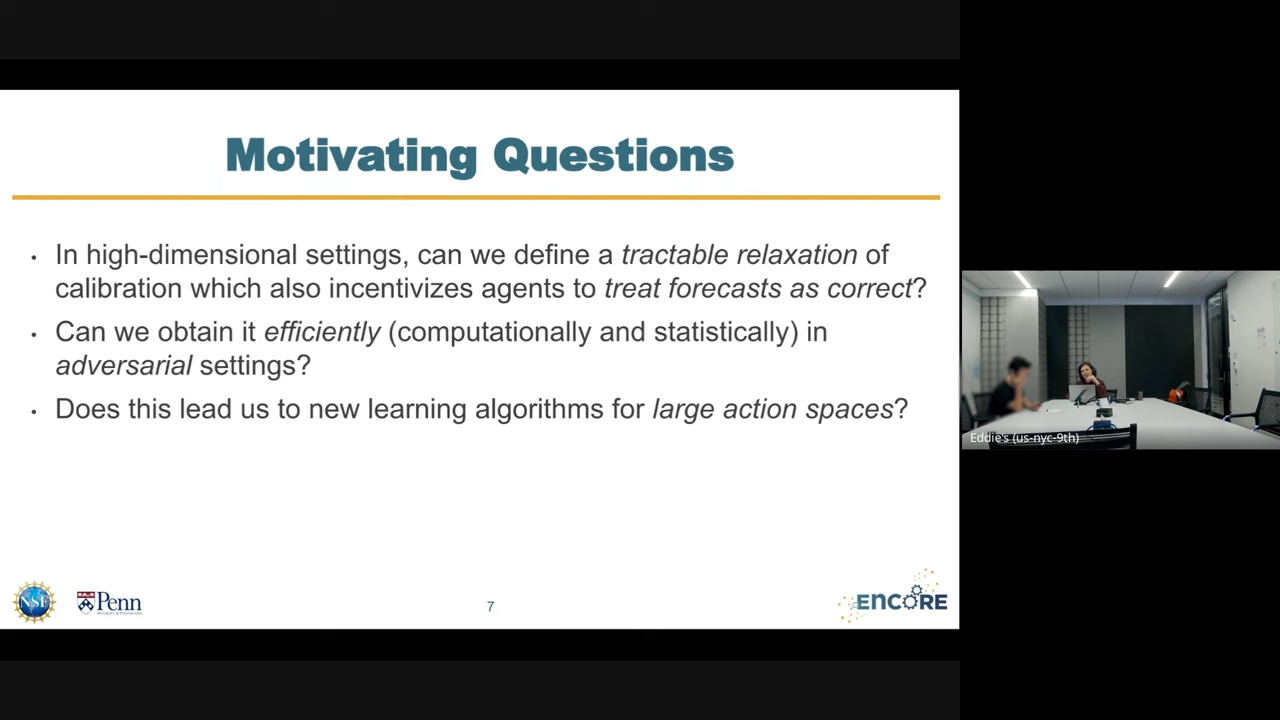 Motivating Questions
• In high-dimensional settings, can we define a tractable relaxation of
calibration which also incentivizes agents to treat forecasts as correct?
• Can we obtain it efficiently (computationally and statistically) in
adversarial settings?
• Does this lead us to new learning algorithms for large action spaces?
Eddie's (us-nyc-9th)
NSF
Penn
7
ENCORE